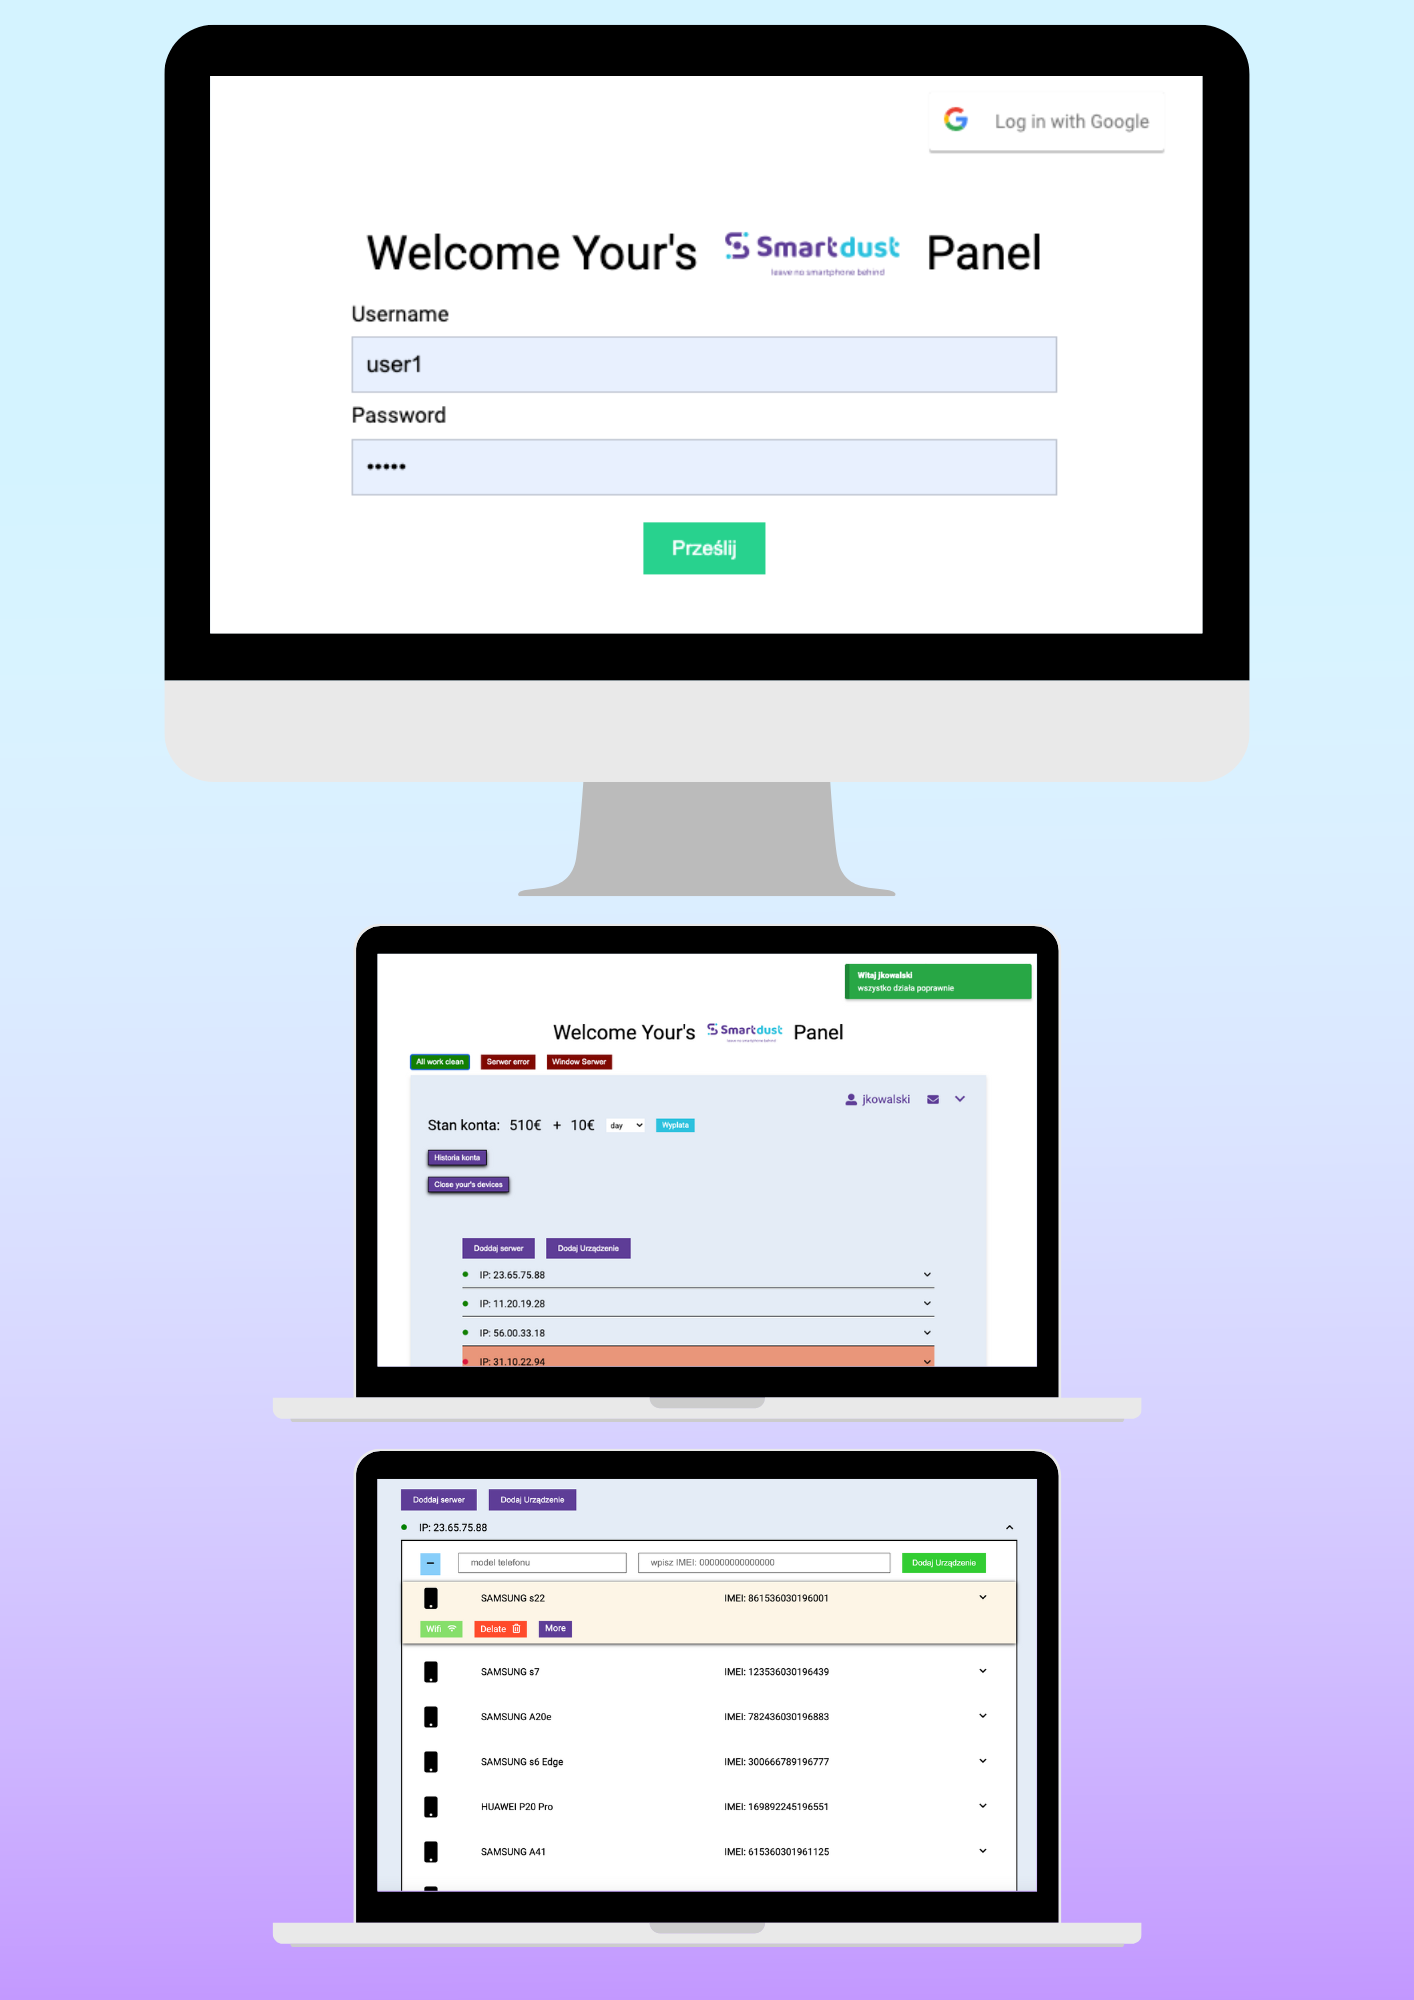 Log in with Google
Welcome Your's Smartdust Panel
leave no smartphone behind
Username
user1
Password
•••••
Prześlij
Witaj jkowalski
wszystko działa poprawnie
Welcome Your's Smartdust Panel
leave no smartphone behind
All work clean Serwer error Window Serwer
jkowalski
Stan konta: 510€ + 10€ day Wypłata
Historia konta
Close your's devices
Doddaj serwer Dodaj Urządzenie
IP: 23.65.75.88
IP: 11.20.19.28
IP: 56.00.33.18
IP: 31.10.22.94
Doddaj serwer Dodaj Urządzenie
IP: 23.65.75.88
model telefonu wpisz IMEI: 000000000000000 Dodaj Urządzenie
SAMSUNG s22 IMEI: 861536030196001
Wifi Delate More
SAMSUNG s7 IMEI: 123536030196439
SAMSUNG A20e IMEI: 782436030196883
SAMSUNG s6 Edge IMEI: 300666789196777
HUAWEI P20 Pro IMEI: 169892245196551
SAMSUNG A41 IMEI: 615360301961125